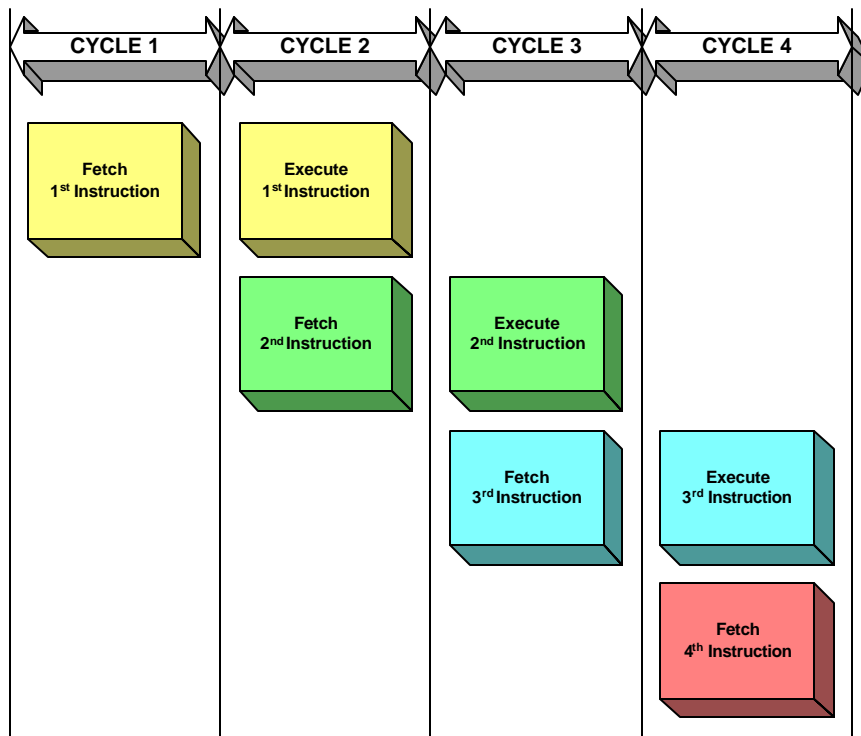 CYCLE 1
CYCLE 2
CYCLE 3
CYCLE 4
Fetch
1st Instruction
Execute
1st Instruction
Fetch
2nd Instruction
Execute
2nd Instruction
Fetch
3rd Instruction
Execute
3rd Instruction
Fetch
4th Instruction